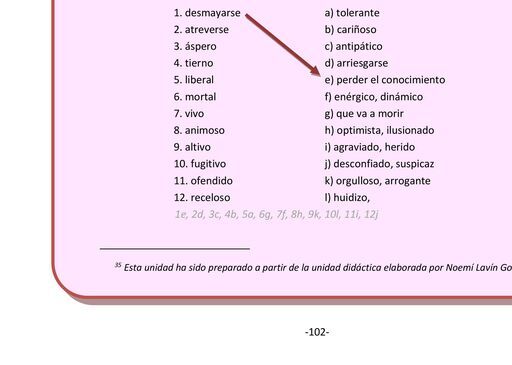 1. desmayarse a) tolerante
2. atreverse b) cariñoso
3. áspero c) antipático
4. tierno d) arriesgarse
5. liberal e) perder el conocimiento
6. mortal f) enérgico, dinámico
7. vivo g) que va a morir
8. animoso h) optimista, ilusionado
9. altivo i) agraviado, herido
10. fugitivo j) desconfiado, suspicaz
11. ofendido k) orgulloso, arrogante
12. receloso l) huidizo,
1e, 2d, 3c, 4b, 5a, 6g, 7f, 8h, 9k, 10l, 11i, 12j
35 Esta unidad ha sido preparado a partir de la unidad didáctica elaborada por Noemí Lavín Go
-102-